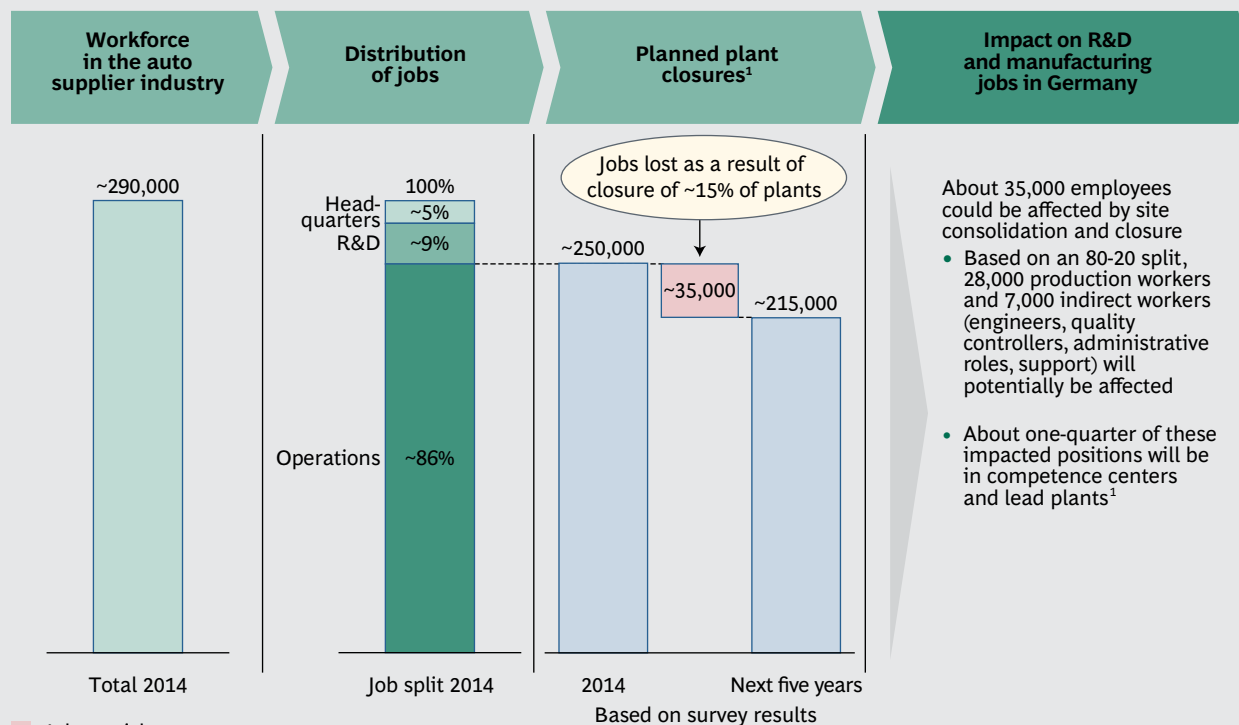 Workforce
in the auto
supplier industry
Distribution
of jobs
Planned plant
closures¹
Impact on R&D
and manufacturing
jobs in Germany
~290,000
Total 2014
100%
Head-
quarters
~5%
R&D
~9%
Operations
~86%
Job split 2014
Jobs lost as a result of
closure of ~15% of plants
~250,000
~35,000
~215,000
2014
Next five years
Based on survey results
About 35,000 employees
could be affected by site
consolidation and closure
• Based on an 80-20 split,
28,000 production workers
and 7,000 indirect workers
(engineers, quality
controllers, administrative
roles, support) will
potentially be affected
• About one-quarter of these
impacted positions will be
in competence centers
and lead plants¹